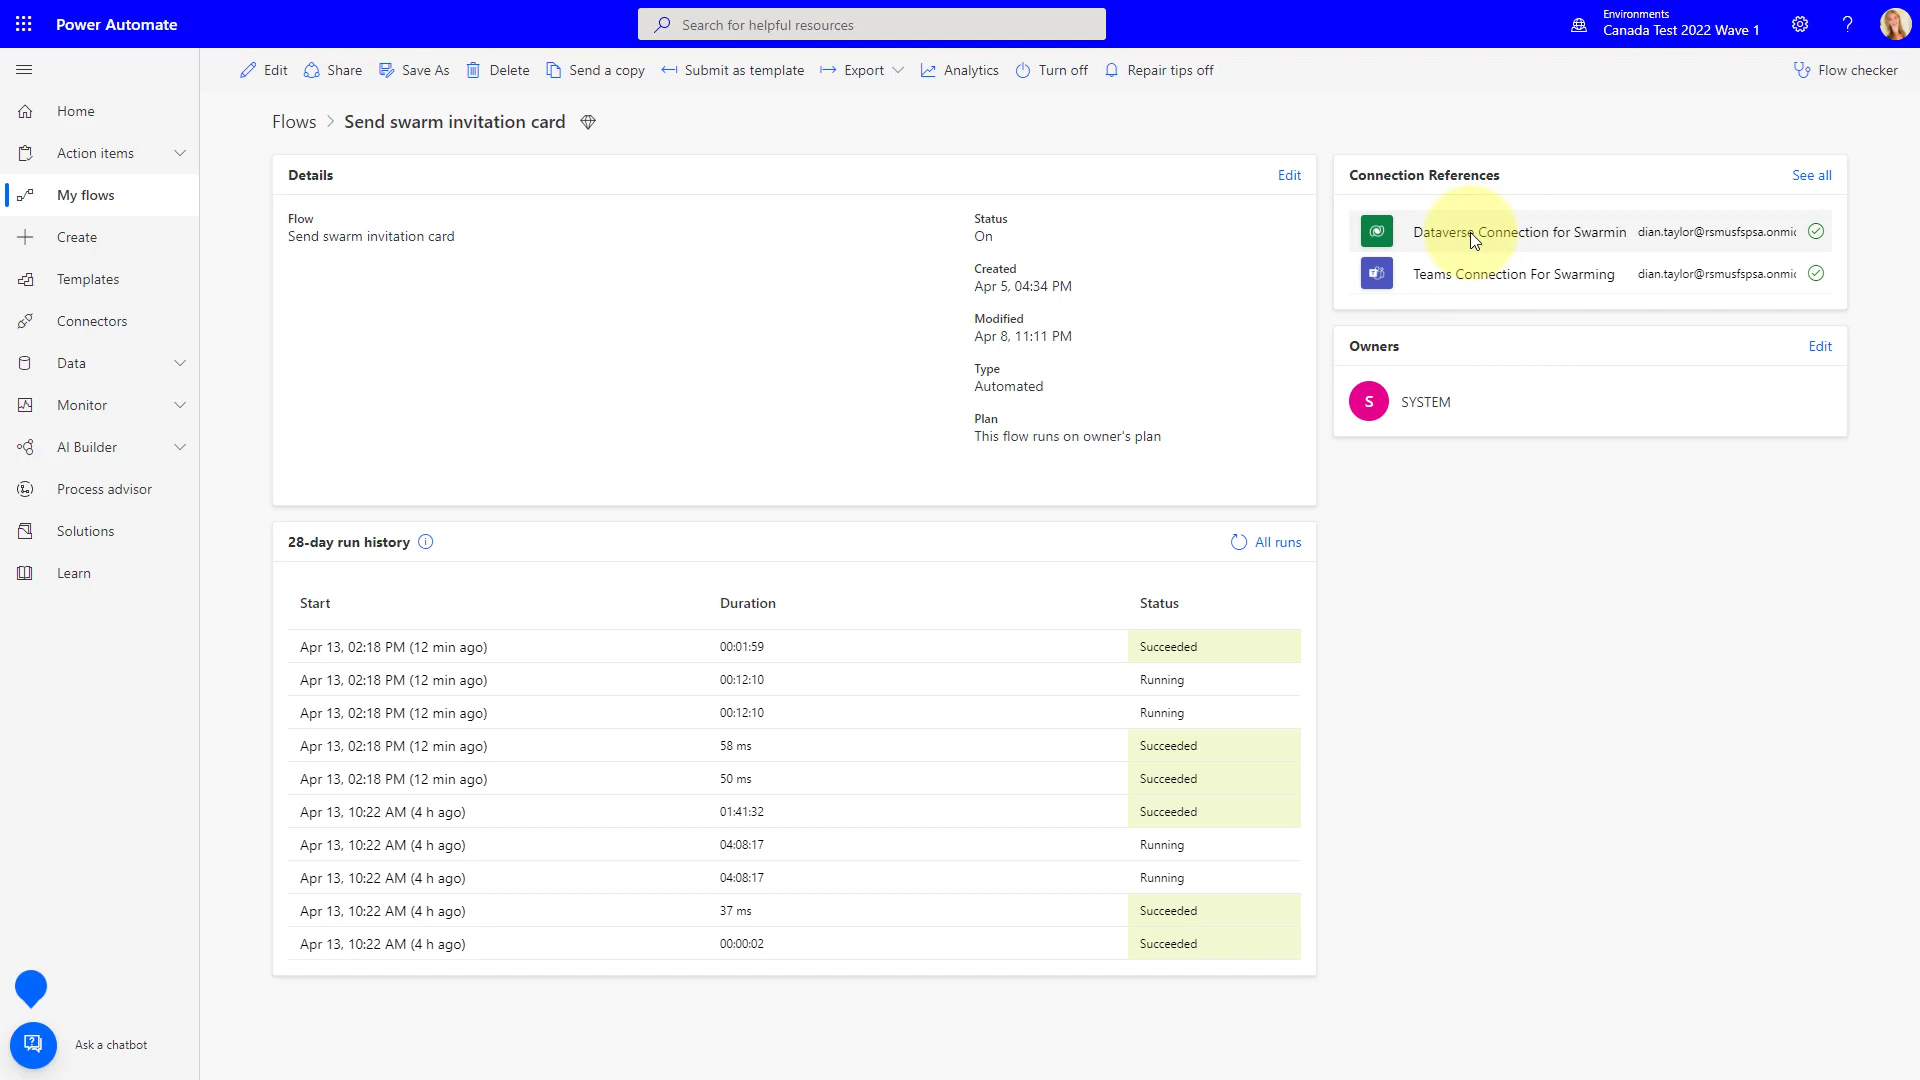 Power Automate
Search for helpful resources
Environments
Canada Test 2022 Wave 1
Edit
Share
Save As
Delete
Send a copy
Submit as template
Export
Analytics
Turn off
Repair tips off
Flow checker
Home
Action items
My flows
Create
Templates
Connectors
Data
Monitor
AI Builder
Process advisor
Solutions
Learn
Ask a chatbot
Flows > Send swarm invitation card
Details
Edit
Flow
Send swarm invitation card
Status
On
Created
Apr 5, 04:34 PM
Modified
Apr 8, 11:11 PM
Type
Automated
Plan
This flow runs on owner's plan
Connection References
See all
Dataverse Connection for Swarmin dian.taylor@rsmusfspsa.onmic
Teams Connection For Swarming dian.taylor@rsmusfspsa.onmic
Owners
Edit
S SYSTEM
28-day run history
All runs
Start Duration Status
Apr 13, 02:18 PM (12 min ago) 00:01:59 Succeeded
Apr 13, 02:18 PM (12 min ago) 00:12:10 Running
Apr 13, 02:18 PM (12 min ago) 00:12:10 Running
Apr 13, 02:18 PM (12 min ago) 58 ms Succeeded
Apr 13, 02:18 PM (12 min ago) 50 ms Succeeded
Apr 13, 10:22 AM (4 h ago) 01:41:32 Succeeded
Apr 13, 10:22 AM (4 h ago) 04:08:17 Running
Apr 13, 10:22 AM (4 h ago) 04:08:17 Running
Apr 13, 10:22 AM (4 h ago) 37 ms Succeeded
Apr 13, 10:22 AM (4 h ago) 00:00:02 Succeeded